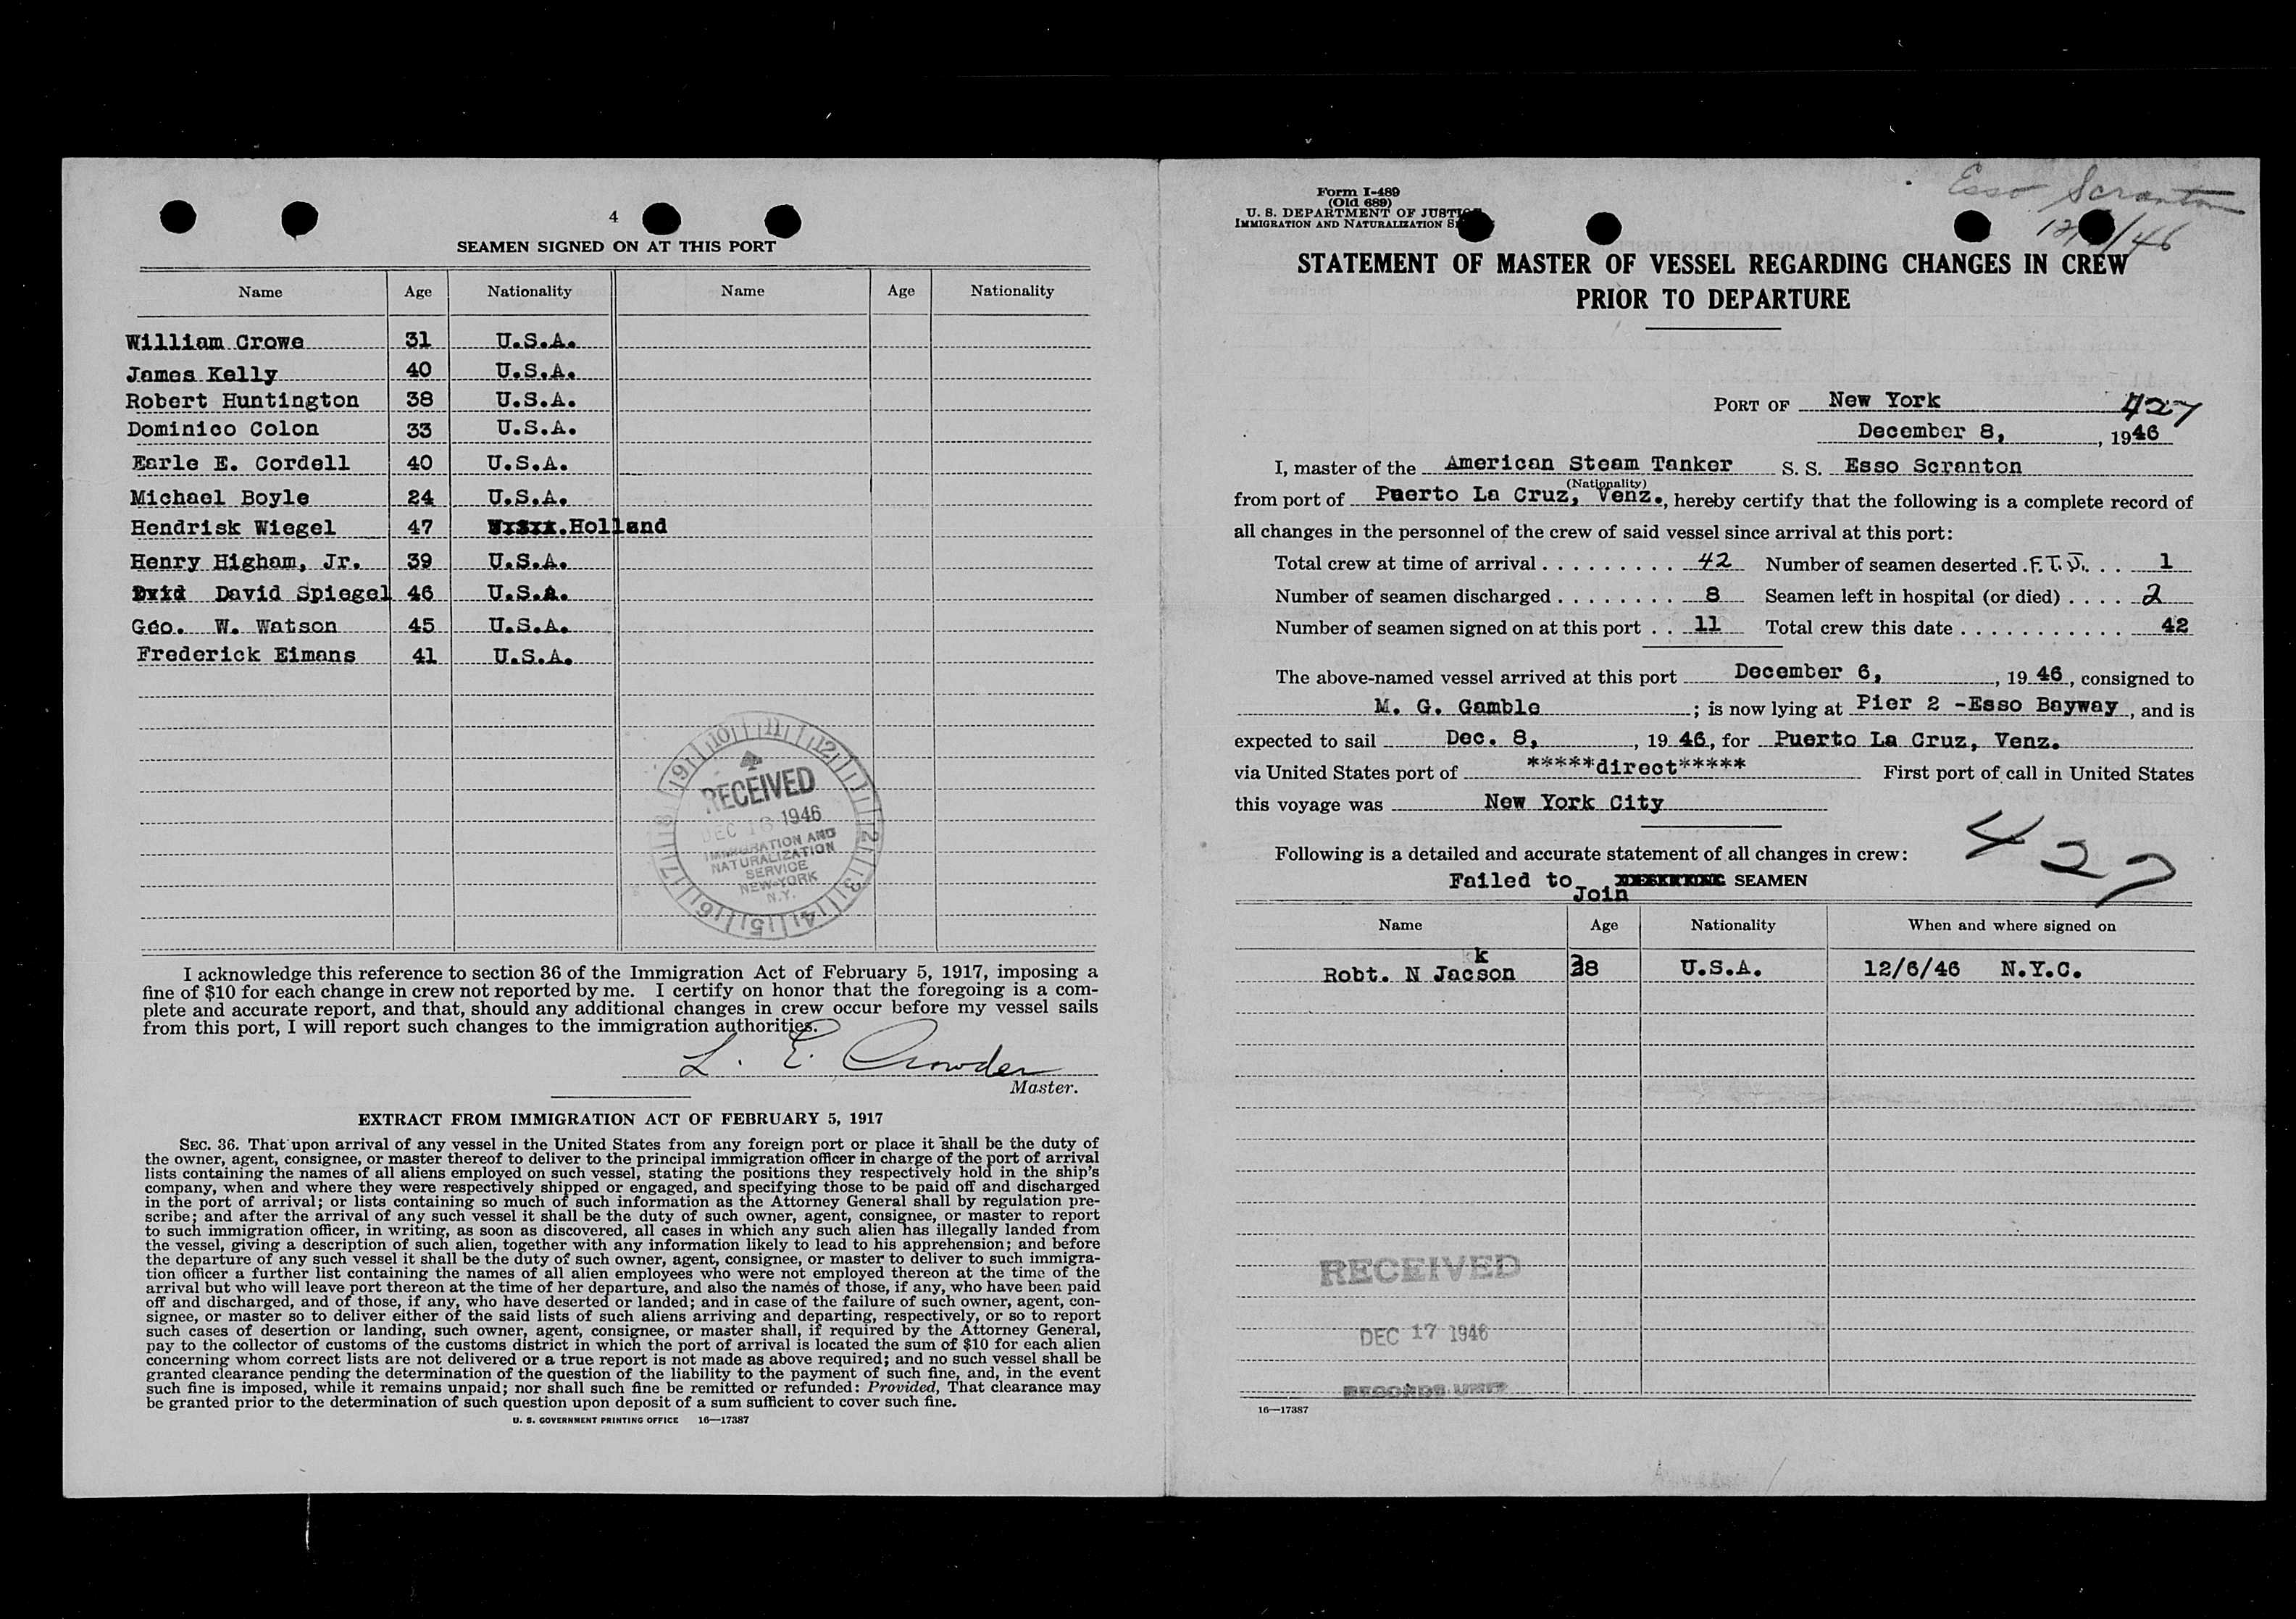 4
SEAMEN SIGNED ON AT THIS PORT
Name Age Nationality Name Age Nationality
William Crowe 31 U.S.A.
James Kelly 40 U.S.A.
Robert Huntington 38 U.S.A.
Dominico Colon 33 U.S.A.
Earle E. Cordell 40 U.S.A.
Michael Boyle 24 U.S.A.
Hendrisk Wiegel 47 Holland
Henry Higham, Jr. 39 U.S.A.
David Spiegel 46 U.S.A.
Geo. W. Watson 45 U.S.A.
Frederick Eimans 41 U.S.A.
10 11 12 1 2 3 4 5 6 7 8 9
RECEIVED
DEC 16 1946
IMMIGRATION AND
NATURALIZATION
SERVICE
NEW-YORK
N.Y.
I acknowledge this reference to section 36 of the Immigration Act of February 5, 1917, imposing a
fine of $10 for each change in crew not reported by me. I certify on honor that the foregoing is a com-
plete and accurate report, and that, should any additional changes in crew occur before my vessel sails
from this port, I will report such changes to the immigration authorities.
L. E. Crowder
Master.
EXTRACT FROM IMMIGRATION ACT OF FEBRUARY 5, 1917
SEC. 36. That upon arrival of any vessel in the United States from any foreign port or place it shall be the duty of
the owner, agent, consignee, or master thereof to deliver to the principal immigration officer in charge of the port of arrival
lists containing the names of all aliens employed on such vessel, stating the positions they respectively hold in the ship's
company, when and where they were respectively shipped or engaged, and specifying those to be paid off and discharged
in the port of arrival; or lists containing so much of such information as the Attorney General shall by regulation pre-
scribe; and after the arrival of any such vessel it shall be the duty of such owner, agent, consignee, or master to report
to such immigration officer, in writing, as soon as discovered, all cases in which any such alien has illegally landed from
the vessel, giving a description of such alien, together with any information likely to lead to his apprehension; and before
the departure of any such vessel it shall be the duty of such owner, agent, consignee, or master to deliver to such immigra-
tion officer a further list containing the names of all alien employees who were not employed thereon at the time of the
arrival but who will leave port thereon at the time of her departure, and also the names of those, if any, who have been paid
off and discharged, and of those, if any, who have deserted or landed; and in case of the failure of such owner, agent, con-
signee, or master so to deliver either of the said lists of such aliens arriving and departing, respectively, or so to report
such cases of desertion or landing, such owner, agent, consignee, or master shall, if required by the Attorney General,
pay to the collector of customs of the customs district in which the port of arrival is located the sum of $10 for each alien
concerning whom correct lists are not delivered or a true report is not made as above required; and no such vessel shall be
granted clearance pending the determination of the question of the liability to the payment of such fine, and, in the event
such fine is imposed, while it remains unpaid; nor shall such fine be remitted or refunded: Provided, That clearance may
be granted prior to the determination of such question upon deposit of a sum sufficient to cover such fine.
U. S. GOVERNMENT PRINTING OFFICE 16—17387
Esso Scranton
Form I-489
(Old 689)
U. S. DEPARTMENT OF JUSTICE
IMMIGRATION AND NATURALIZATION
STATEMENT OF MASTER OF VESSEL REGARDING CHANGES IN CREW
PRIOR TO DEPARTURE
PORT OF New York 427
December 8, , 1946
I, master of the American Steam Tanker S. S. Esso Scranton
(Nationality)
from port of Puerto La Cruz, Venz., hereby certify that the following is a complete record of
all changes in the personnel of the crew of said vessel since arrival at this port:
Total crew at time of arrival . . . . . . . . . . 42 Number of seamen deserted . F.T.J. . . 1
Number of seamen discharged . . . . . . . . 8 Seamen left in hospital (or died) . . . . 2
Number of seamen signed on at this port . . 11 Total crew this date . . . . . . . . . . . . 42
The above-named vessel arrived at this port December 6, , 19 46, consigned to
M. G. Gamble ; is now lying at Pier 2 -Esso Bayway, and is
expected to sail Dec. 8, , 19 46, for Puerto La Cruz, Venz.
via United States port of *****direct***** First port of call in United States
this voyage was New York City
427
Following is a detailed and accurate statement of all changes in crew:
Failed to Join SEAMEN
Name Age Nationality When and where signed on
k
Robt. N Jacson 38 U.S.A. 12/6/46 N.Y.C.
RECEIVED
DEC 17 1946
RECORDS UNIT
16—17387